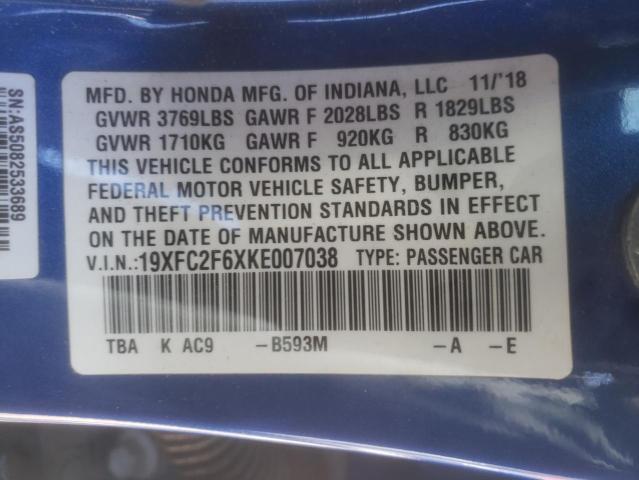 MFD. BY HONDA MFG. OF INDIANA, LLC 11/'18
GVWR 3769LBS GAWR F 2028LBS R 1829LBS
GVWR 1710KG GAWR F 920KG R 830KG
THIS VEHICLE CONFORMS TO ALL APPLICABLE
FEDERAL MOTOR VEHICLE SAFETY, BUMPER,
AND THEFT PREVENTION STANDARDS IN EFFECT
ON THE DATE OF MANUFACTURE SHOWN ABOVE.
V.I.N.:19XFC2F6XKE007038 TYPE: PASSENGER CAR
TBA K AC9 -B593M -A -E
SN:AS5082533689